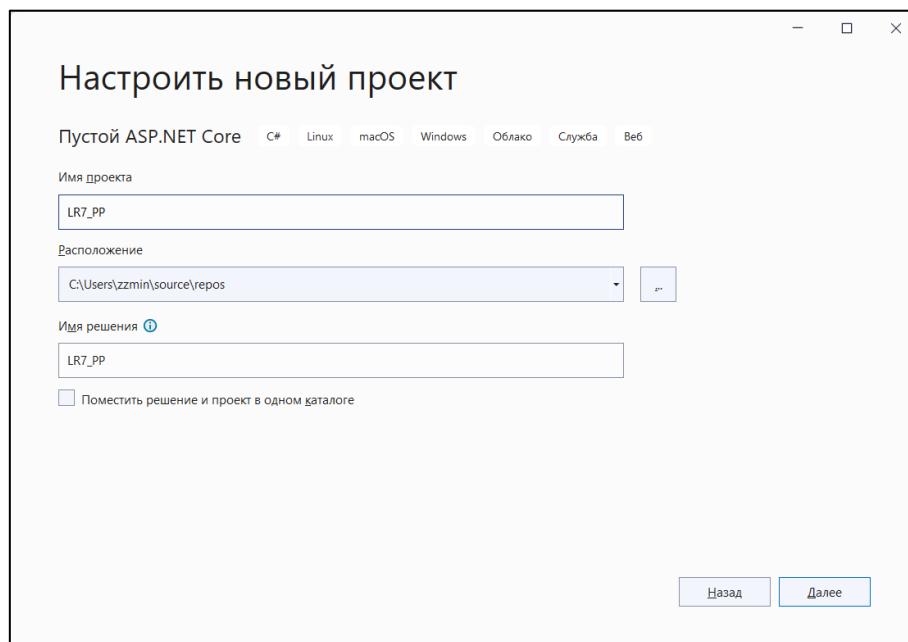 Настроить новый проект
Пустой ASP.NET Core C# Linux macOS Windows Облако Служба Веб
Имя проекта
LR7_PP
Расположение
C:\Users\zzmin\source\repos
...
Имя решения
LR7_PP
Поместить решение и проект в одном каталоге
Назад Далее